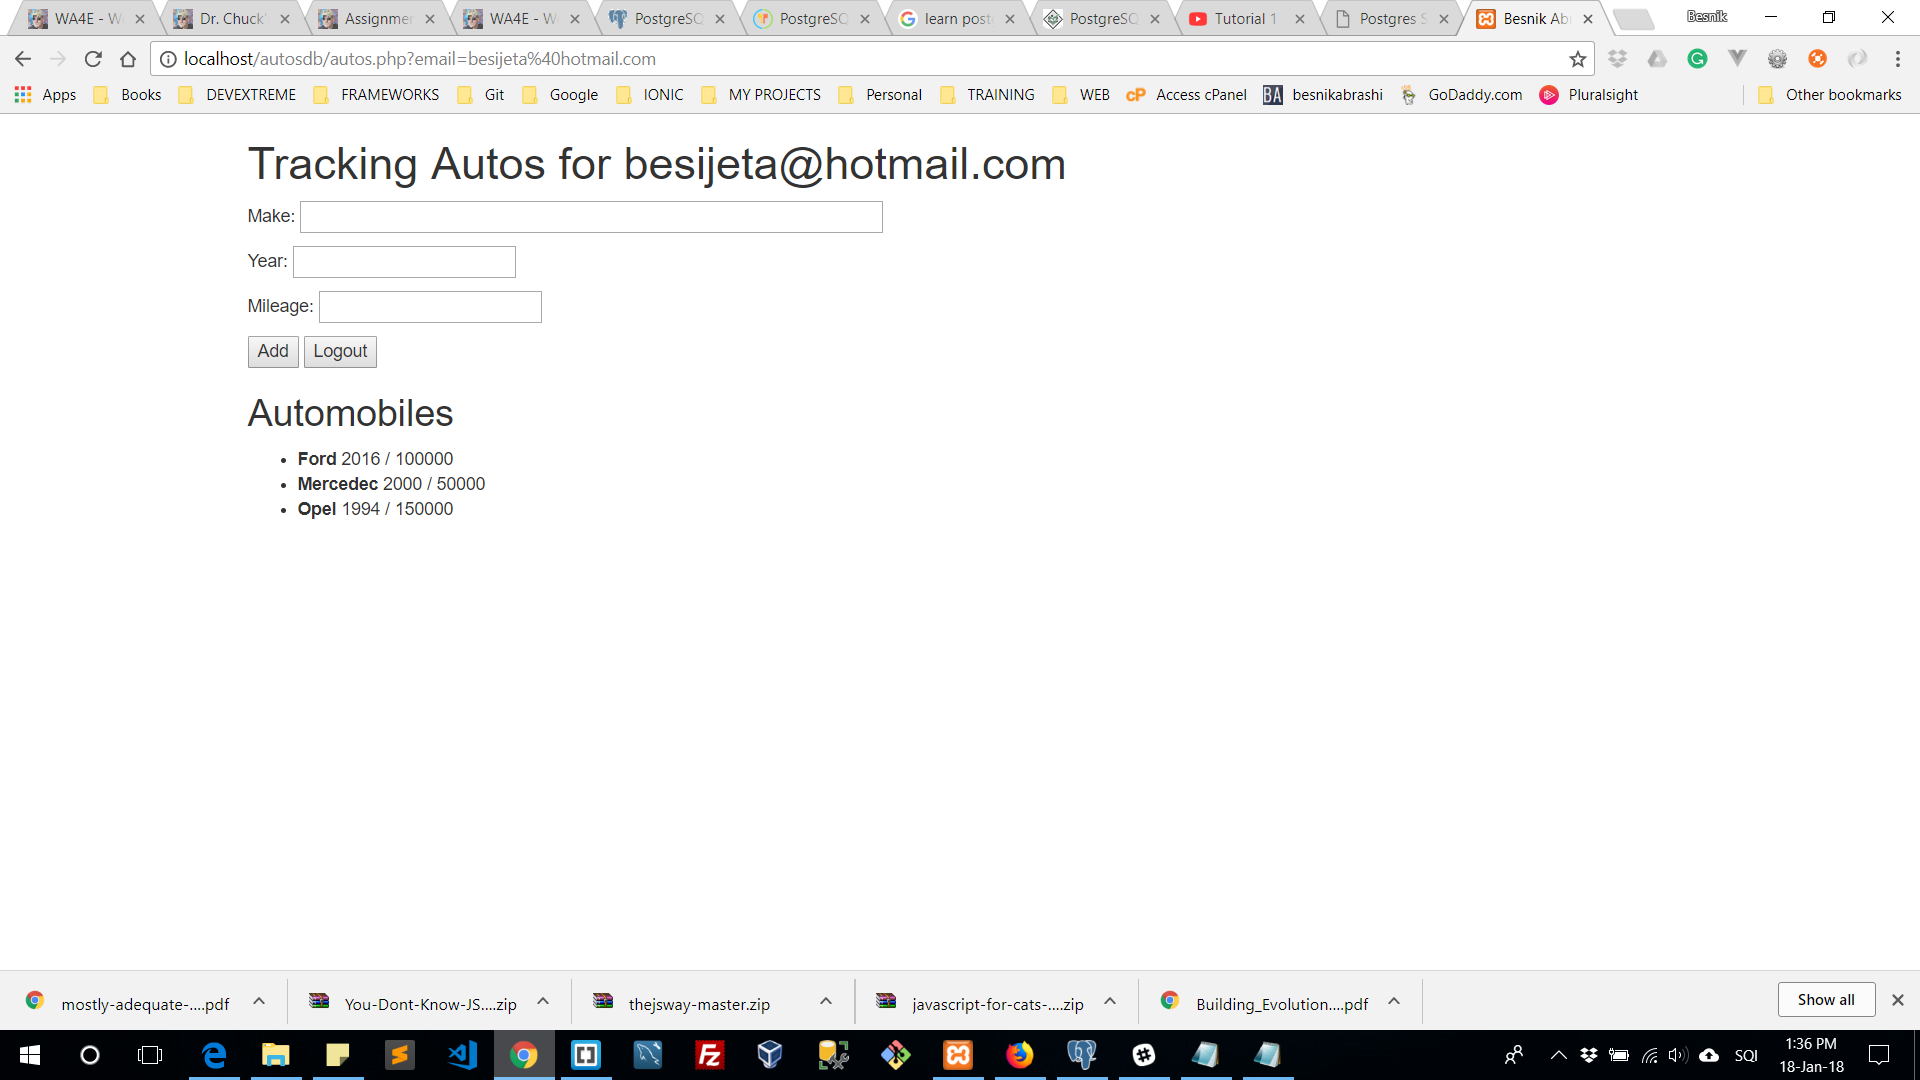 WA4E - W
Dr. Chuck'
Assignmen
WA4E - W
PostgreSQ
PostgreSQ
learn post
PostgreSQ
Tutorial 1
Postgres S
Besnik Ab
Besnik
localhost/autosdb/autos.php?email=besijeta%40hotmail.com
Apps
Books
DEVEXTREME
FRAMEWORKS
Git
Google
IONIC
MY PROJECTS
Personal
TRAINING
WEB
cP Access cPanel
BA besnikabrashi
GoDaddy.com
Pluralsight
Other bookmarks
Tracking Autos for besijeta@hotmail.com
Make:
Year:
Mileage:
Add Logout
Automobiles
• Ford 2016 / 100000
• Mercedec 2000 / 50000
• Opel 1994 / 150000
mostly-adequate-....pdf
You-Dont-Know-JS....zip
thejsway-master.zip
javascript-for-cats-....zip
Building_Evolution....pdf
Show all
SQI
1:36 PM
18-Jan-18